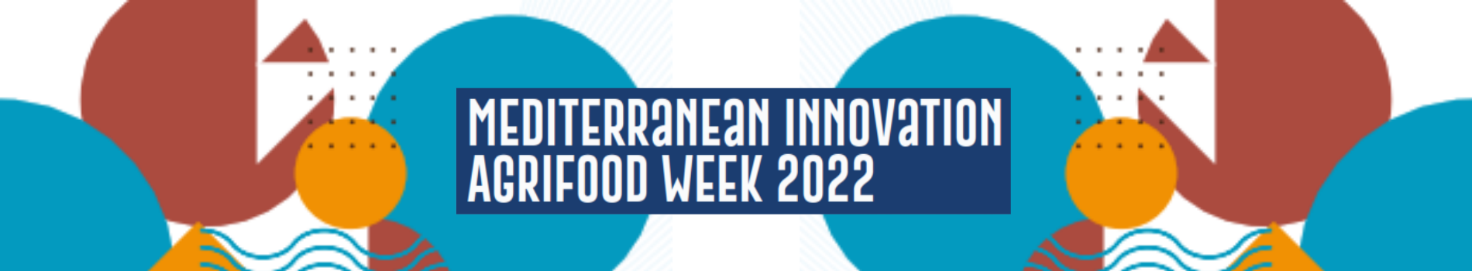 MEDITERRaNEaN INNOVaTION
AGRIFOOD WEEK 2022